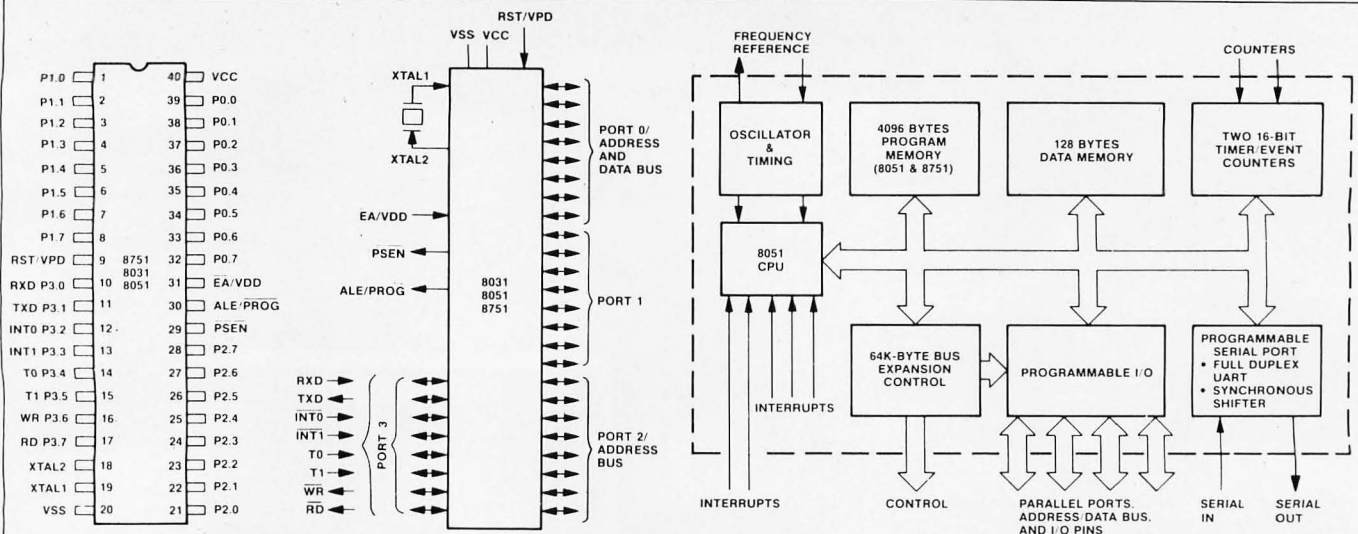 P1.0 1 40 VCC
P1.1 2 39 P0.0
P1.2 3 38 P0.1
P1.3 4 37 P0.2
P1.4 5 36 P0.3
P1.5 6 35 P0.4
P1.6 7 34 P0.5
P1.7 8 33 P0.6
RST/VPD 9 8751 32 P0.7
RXD P3.0 10 8031 31 EA/VDD
TXD P3.1 11 8051 30 ALE/PROG
INT0 P3.2 12 29 PSEN
INT1 P3.3 13 28 P2.7
T0 P3.4 14 27 P2.6
T1 P3.5 15 26 P2.5
WR P3.6 16 25 P2.4
RD P3.7 17 24 P2.3
XTAL2 18 23 P2.2
XTAL1 19 22 P2.1
VSS 20 21 P2.0
RST/VPD
VSS VCC
XTAL1
XTAL2
EA/VDD
PSEN
ALE/PROG
8031
8051
8751
RXD
TXD
INT0
INT1
T0
T1
WR
RD
PORT 3
PORT 0/
ADDRESS
AND
DATA BUS
PORT 1
PORT 2/
ADDRESS
BUS
FREQUENCY
REFERENCE
COUNTERS
OSCILLATOR
&
TIMING
4096 BYTES
PROGRAM
MEMORY
(8051 & 8751)
128 BYTES
DATA MEMORY
TWO 16-BIT
TIMER/EVENT
COUNTERS
8051
CPU
64K-BYTE BUS
EXPANSION
CONTROL
PROGRAMMABLE I/O
PROGRAMMABLE
SERIAL PORT
• FULL DUPLEX
UART
• SYNCHRONOUS
SHIFTER
INTERRUPTS
INTERRUPTS
CONTROL
PARALLEL PORTS.
ADDRESS/DATA BUS.
AND I/O PINS
SERIAL
IN
SERIAL
OUT